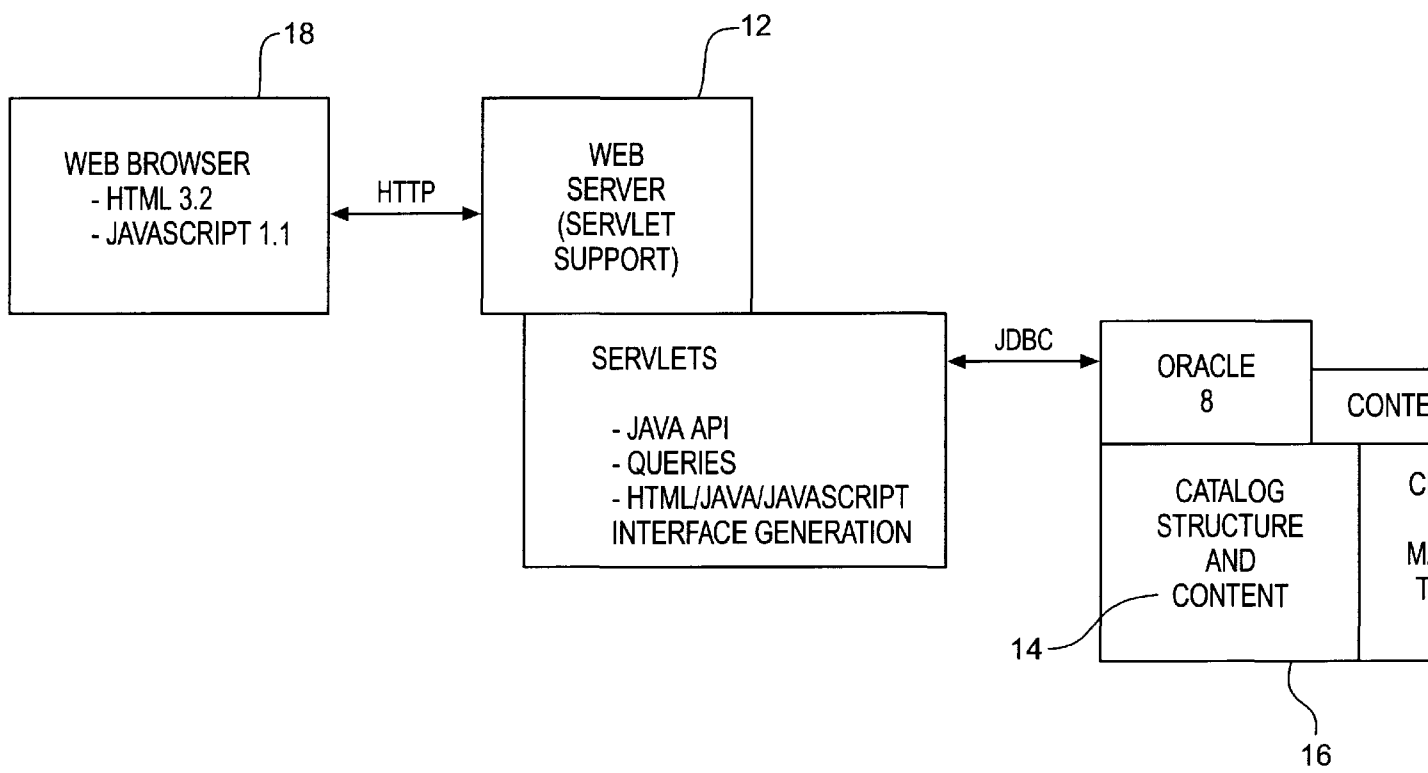 18
12
WEB BROWSER
- HTML 3.2
- JAVASCRIPT 1.1
HTTP
WEB
SERVER
(SERVLET
SUPPORT)
SERVLETS
- JAVA API
- QUERIES
- HTML/JAVA/JAVASCRIPT
INTERFACE GENERATION
JDBC
ORACLE
8
CATALOG
STRUCTURE
AND
CONTENT
14
16